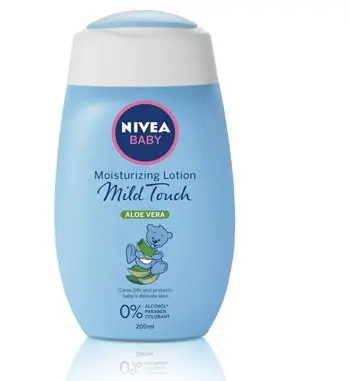 NIVEA
BABY
Moisturizing Lotion
Mild Touch
ALOE VERA
Cares 24h and protects
baby's delicate skin
0% ALCOHOL*
PARABEN
COLORANT
200ml